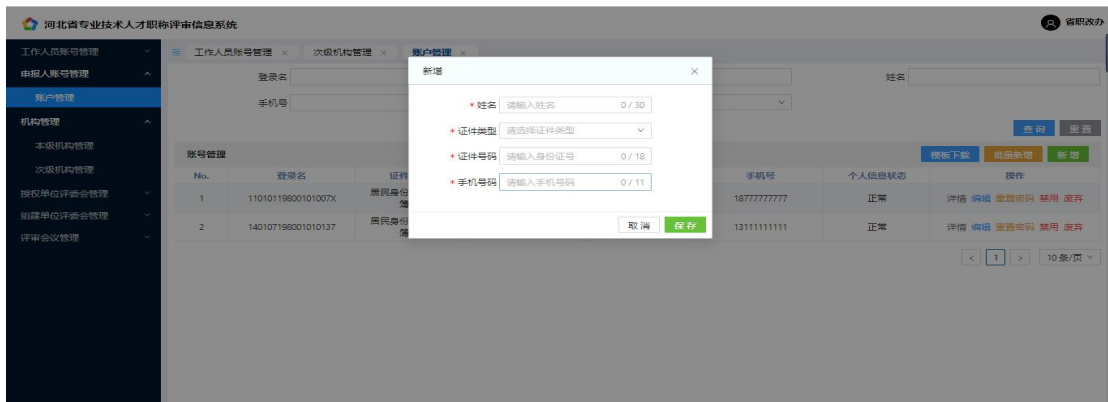 河北省专业技术人才职称评审信息系统
省职改办
工作人员账号管理
申报人账号管理
账户管理
机构管理
本级机构管理
次级机构管理
授权单位评委会管理
组建单位评委会管理
评审会议管理
工作人员账号管理 × 次级机构管理 × 账户管理 ×
登录名
姓名
手机号
查询 重置
账号管理
模板下载 批量新增 新增
No. 登录名 证件 手机号 个人信息状态 操作
1 11010119800101007X 居民身份 18777777777 正常 详情 编辑 重置密码 禁用 废弃
簿
2 140107198001010137 居民身份 13111111111 正常 详情 编辑 重置密码 禁用 废弃
簿
< 1 > 10 条/页
新增 ×
* 姓名 请输入姓名 0 / 30
* 证件类型 请选择证件类型
* 证件号码 请输入身份证号 0 / 18
* 手机号码 请输入手机号码 0 / 11
取消 保存